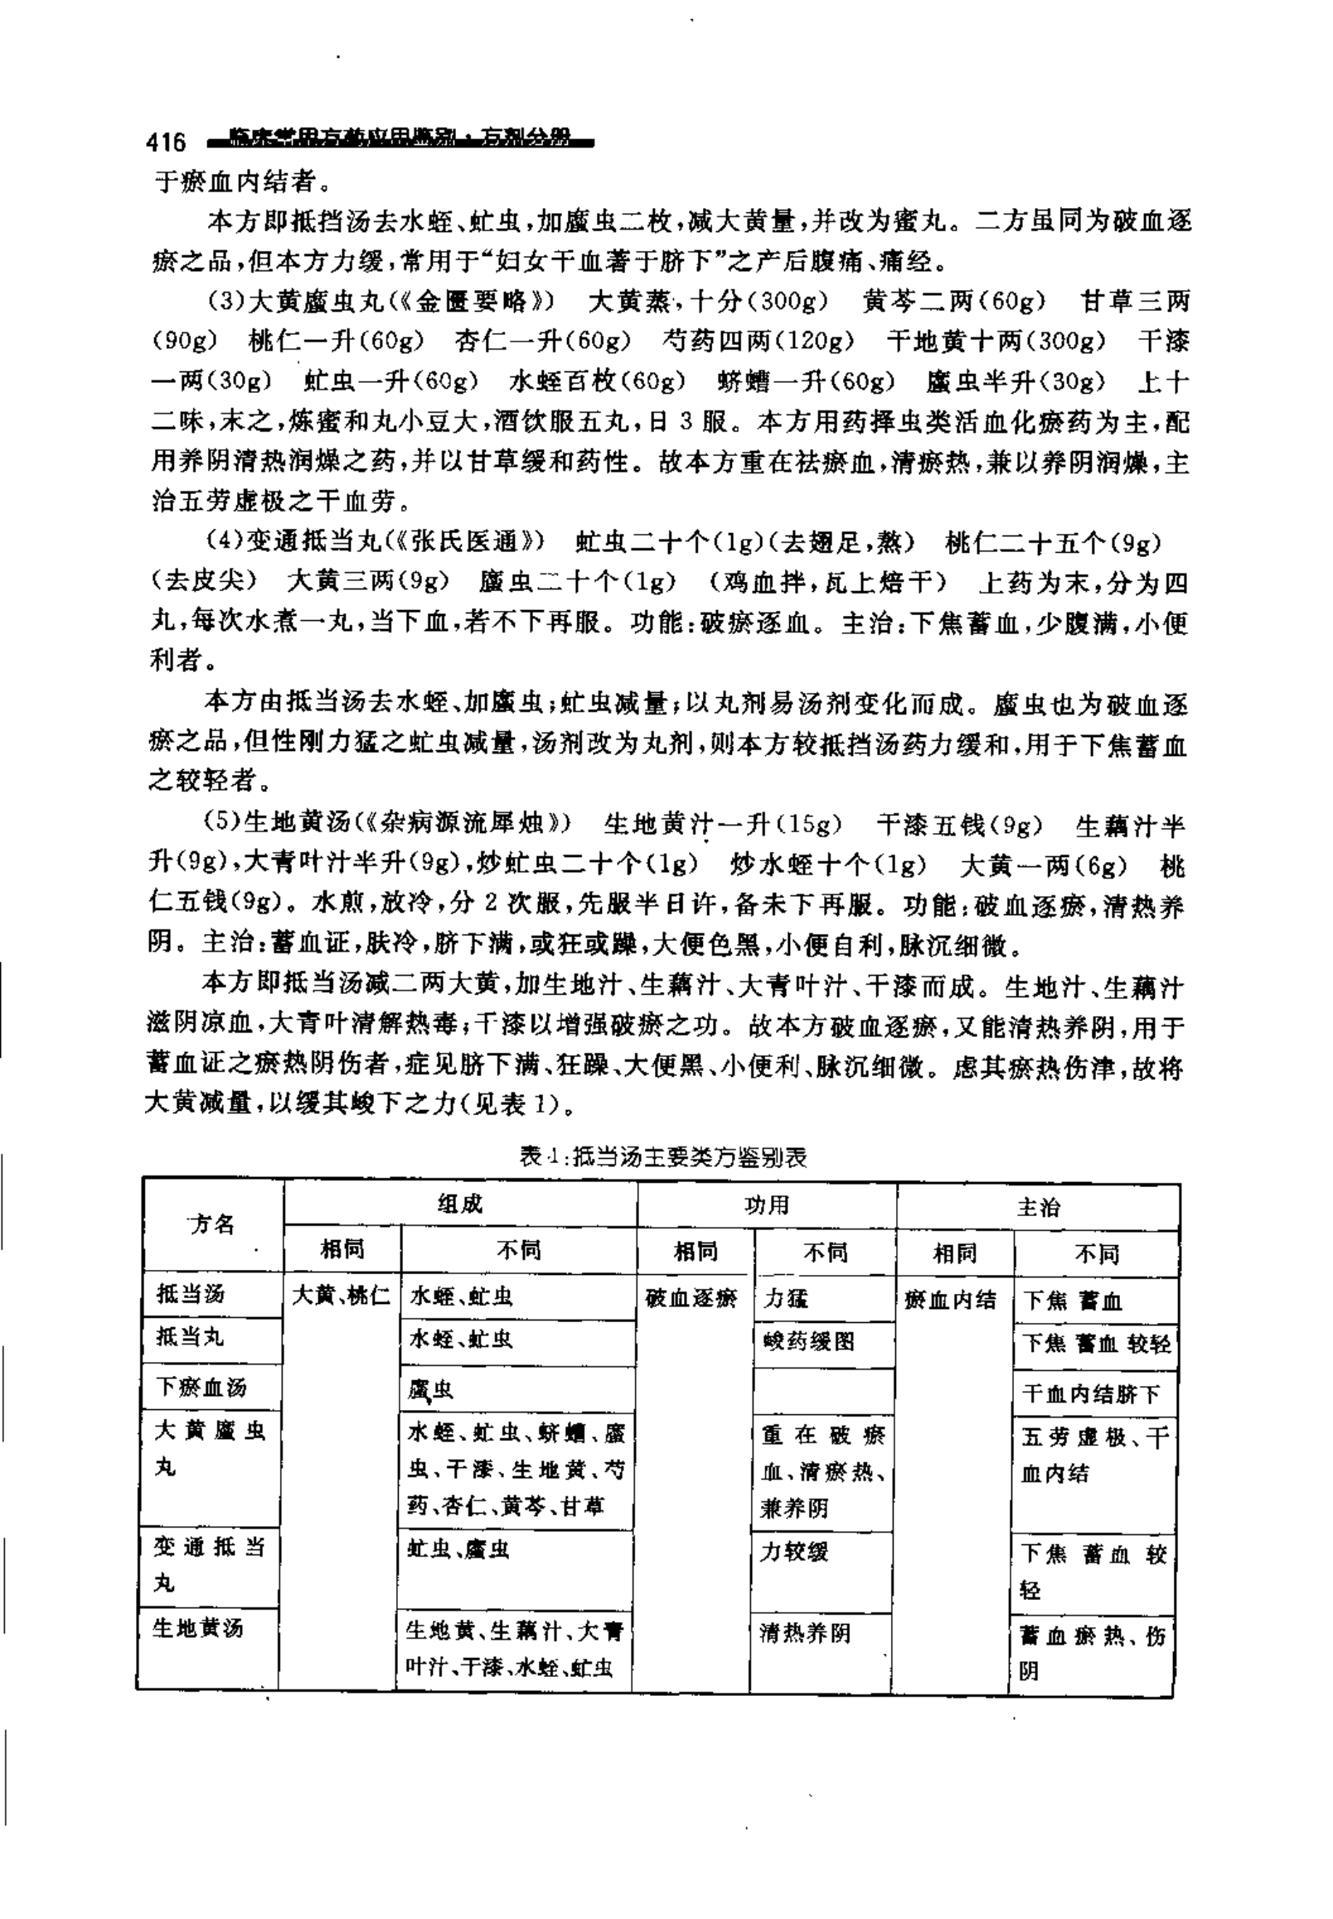 416 临床常用方药应用鉴别·方剂分册
于瘀血内结者。
本方即抵挡汤去水蛭、虻虫,加䗪虫二枚,减大黄量,并改为蜜丸。二方虽同为破血逐
瘀之品,但本方力缓,常用于“妇女干血著于脐下”之产后腹痛、痛经。
(3)大黄䗪虫丸(《金匮要略》) 大黄蒸,十分(300g) 黄芩二两(60g) 甘草三两
(90g) 桃仁一升(60g) 杏仁一升(60g) 芍药四两(120g) 干地黄十两(300g) 干漆
一两(30g) 虻虫一升(60g) 水蛭百枚(60g) 蛴螬一升(60g) 䗪虫半升(30g) 上十
二味,末之,炼蜜和丸小豆大,酒饮服五丸,日 3 服。本方用药择虫类活血化瘀药为主,配
用养阴清热润燥之药,并以甘草缓和药性。故本方重在祛瘀血,清瘀热,兼以养阴润燥,主
治五劳虚极之干血劳。
(4)变通抵当丸(《张氏医通》) 虻虫二十个(1g)(去翅足,熬) 桃仁二十五个(9g)
(去皮尖) 大黄三两(9g) 䗪虫二十个(1g) (鸡血拌,瓦上焙干) 上药为末,分为四
丸,每次水煮一丸,当下血,若不下再服。功能:破瘀逐血。主治:下焦蓄血,少腹满,小便
利者。
本方由抵当汤去水蛭、加䗪虫;虻虫减量;以丸剂易汤剂变化而成。䗪虫也为破血逐
瘀之品,但性刚力猛之虻虫减量,汤剂改为丸剂,则本方较抵挡汤药力缓和,用于下焦蓄血
之较轻者。
(5)生地黄汤(《杂病源流犀烛》) 生地黄汁一升(15g) 干漆五钱(9g) 生藕汁半
升(9g),大青叶汁半升(9g),炒虻虫二十个(1g) 炒水蛭十个(1g) 大黄一两(6g) 桃
仁五钱(9g)。水煎,放冷,分 2 次服,先服半日许,备未下再服。功能:破血逐瘀,清热养
阴。主治:蓄血证,肤冷,脐下满,或狂或躁,大便色黑,小便自利,脉沉细微。
本方即抵当汤减二两大黄,加生地汁、生藕汁、大青叶汁、干漆而成。生地汁、生藕汁
滋阴凉血,大青叶清解热毒;干漆以增强破瘀之功。故本方破血逐瘀,又能清热养阴,用于
蓄血证之瘀热阴伤者,症见脐下满、狂躁、大便黑、小便利、脉沉细微。虑其瘀热伤津,故将
大黄减量,以缓其峻下之力(见表 1)。
表 1:抵当汤主要类方鉴别表
方名 组成 功用 主治
相同 不同 相同 不同 相同 不同
抵当汤 大黄、桃仁 水蛭、虻虫 破血逐瘀 力猛 瘀血内结 下焦 蓄血
抵当丸 水蛭、虻虫 峻药缓图 下焦 蓄血 较轻
下瘀血汤 䗪虫 干血内结脐下
大黄䗪虫 水蛭、虻虫、蛴螬、䗪 重在破瘀 五劳虚极、干
丸 虫、干漆、生地黄、芍 血、清瘀热、 血内结
药、杏仁、黄芩、甘草 兼养阴
变通抵当 虻虫、䗪虫 力较缓 下焦 蓄血 较
丸 轻
生地黄汤 生地黄、生藕汁、大青 清热养阴 蓄血瘀热、伤
叶汁、干漆、水蛭、虻虫 阴